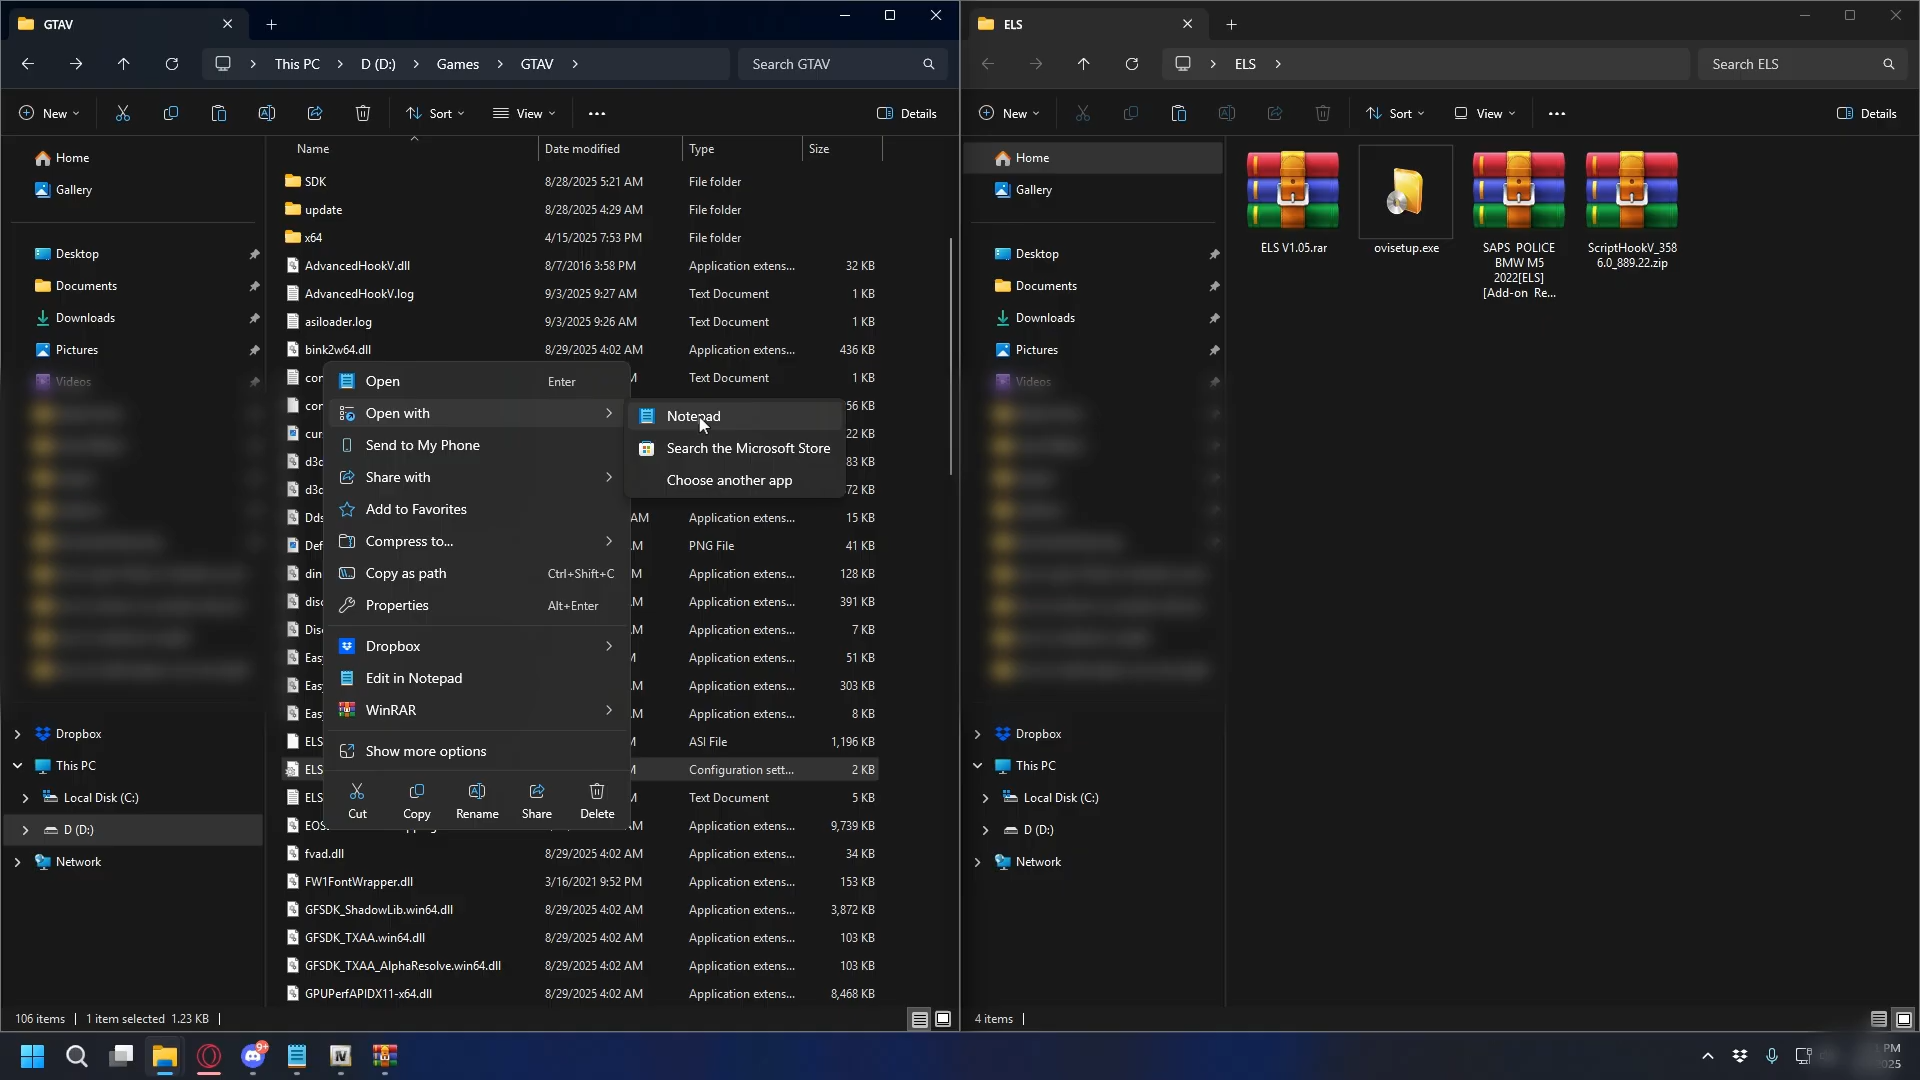 GTAV
This PC
D (D:)
Games
GTAV
Search GTAV
New
Sort
View
Details
Home
Gallery
Desktop
Documents
Downloads
Pictures
Videos
Dropbox
This PC
Local Disk (C:)
D (D:)
Network
Name Date modified Type Size
SDK 8/28/2025 5:21 AM File folder
update 8/28/2025 4:29 AM File folder
x64 4/15/2025 7:53 PM File folder
AdvancedHookV.dll 8/7/2016 3:58 PM Application extens... 32 KB
AdvancedHookV.log 9/3/2025 9:27 AM Text Document 1 KB
asiloader.log 9/3/2025 9:26 AM Text Document 1 KB
bink2w64.dll 8/29/2025 4:02 AM Application extens... 436 KB
Text Document 1 KB
Application extens... 15 KB
PNG File 41 KB
Application extens... 128 KB
Application extens... 391 KB
Application extens... 7 KB
Application extens... 51 KB
Application extens... 303 KB
Application extens... 8 KB
ELS ASI File 1,196 KB
ELS Configuration sett... 2 KB
ELS Text Document 5 KB
Application extens... 9,739 KB
fvad.dll 8/29/2025 4:02 AM Application extens... 34 KB
FW1FontWrapper.dll 3/16/2021 9:52 PM Application extens... 153 KB
GFSDK_ShadowLib.win64.dll 8/29/2025 4:02 AM Application extens... 3,872 KB
GFSDK_TXAA.win64.dll 8/29/2025 4:02 AM Application extens... 103 KB
GFSDK_TXAA_AlphaResolve.win64.dll 8/29/2025 4:02 AM Application extens... 103 KB
GPUPerfAPIDX11-x64.dll 8/29/2025 4:02 AM Application extens... 8,468 KB
Open Enter
Open with
Send to My Phone
Share with
Add to Favorites
Compress to...
Copy as path Ctrl+Shift+C
Properties Alt+Enter
Dropbox
Edit in Notepad
WinRAR
Show more options
Cut Copy Rename Share Delete
Notepad
Search the Microsoft Store
Choose another app
106 items 1 item selected 1.23 KB
ELS
ELS
Search ELS
New
Sort
View
Details
Home
Gallery
Desktop
Documents
Downloads
Pictures
Videos
Dropbox
This PC
Local Disk (C:)
D (D:)
Network
ELS V1.05.rar
ovisetup.exe
SAPS POLICE
BMW M5
2022[ELS]
[Add-on Re...
ScriptHookV_358
6.0_889.22.zip
4 items
9+
IV
PM
2025